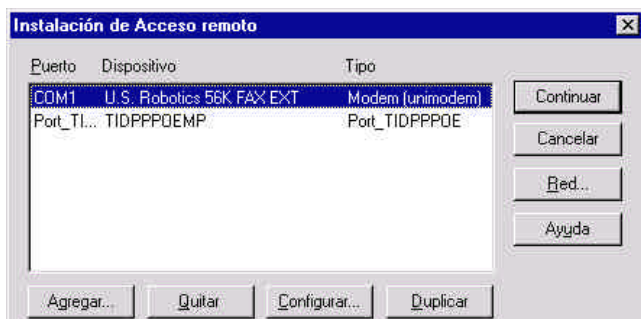 Instalación de Acceso remoto
Puerto Dispositivo Tipo
COM1 U.S. Robotics 56K FAX EXT Modem (unimodem)
Port_TI... TIDPPPOEMP Port_TIDPPPOE
Continuar
Cancelar
Red...
Ayuda
Agregar... Quitar Configurar... Duplicar